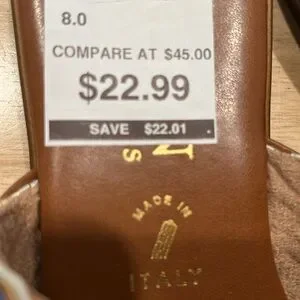 8.0
COMPARE AT $45.00
$22.99
SAVE $22.01
N
s
MADE IN
ITALY